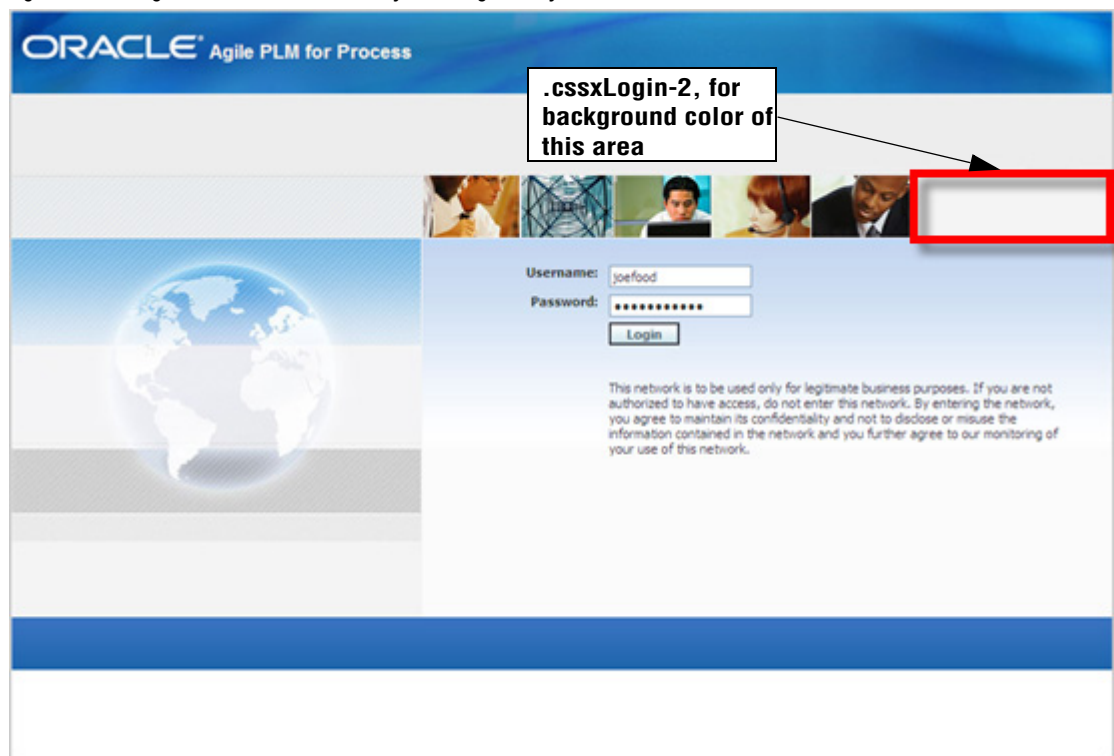 ORACLE® Agile PLM for Process
.cssxLogin-2, for
background color of
this area
Username:
joefood
Password:
•••••••••••
Login
This network is to be used only for legitimate business purposes. If you are not
authorized to have access, do not enter this network. By entering the network,
you agree to maintain its confidentiality and not to disclose or misuse the
information contained in the network and you further agree to our monitoring of
your use of this network.